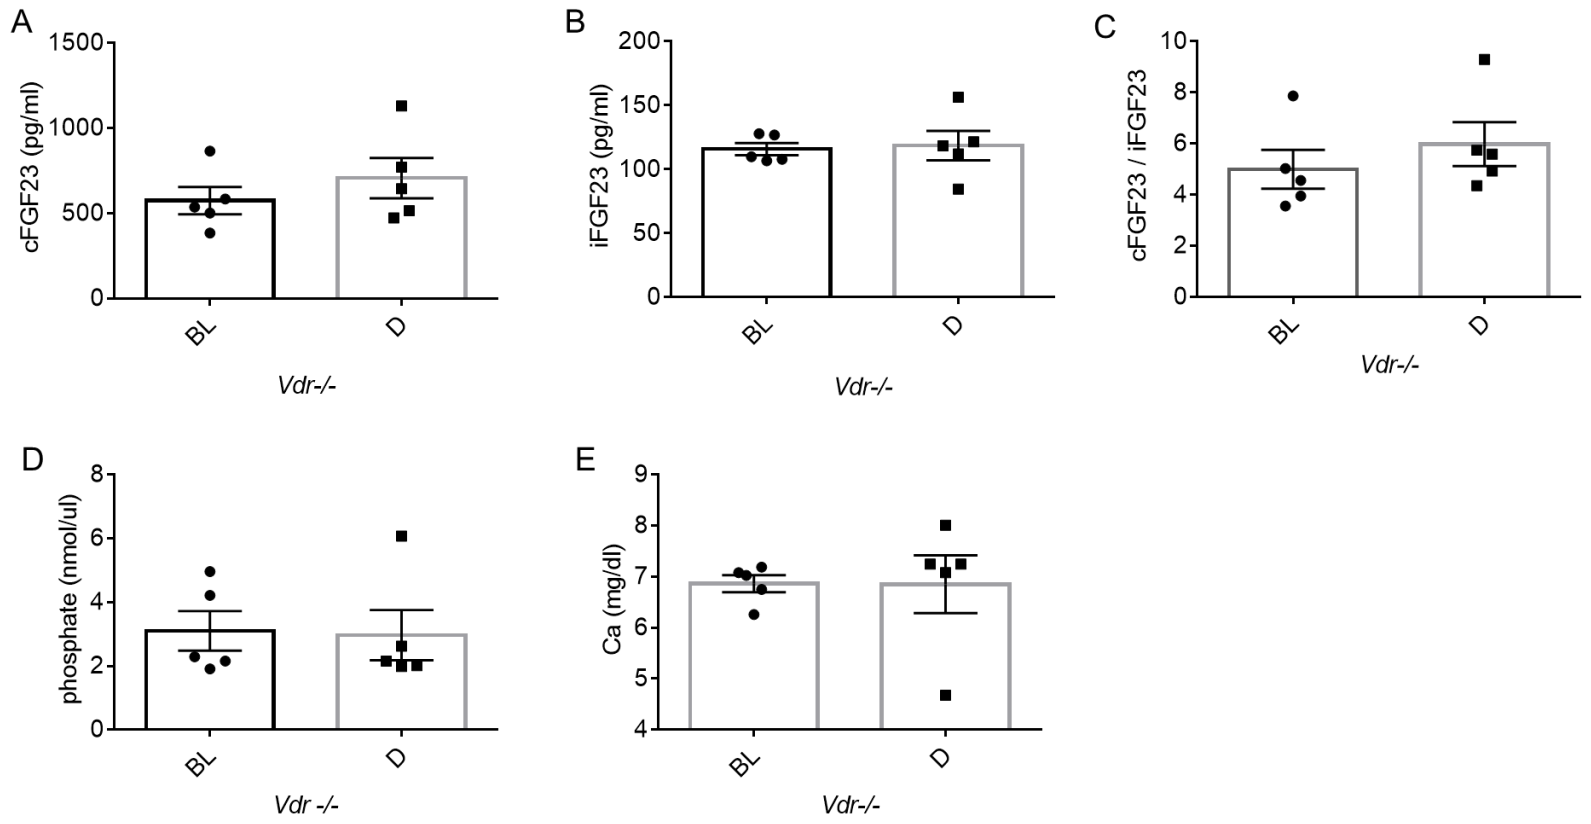 A
cFGF23 (pg/ml)
1500
1000
500
0
BL
D
Vdr-/-
B
iFGF23 (pg/ml)
200
150
100
50
0
BL
D
Vdr-/-
C
cFGF23 / iFGF23
10
8
6
4
2
0
BL
D
Vdr-/-
D
phosphate (nmol/ul)
8
6
4
2
0
BL
D
Vdr -/-
E
Ca (mg/dl)
9
8
7
6
5
4
BL
D
Vdr-/-